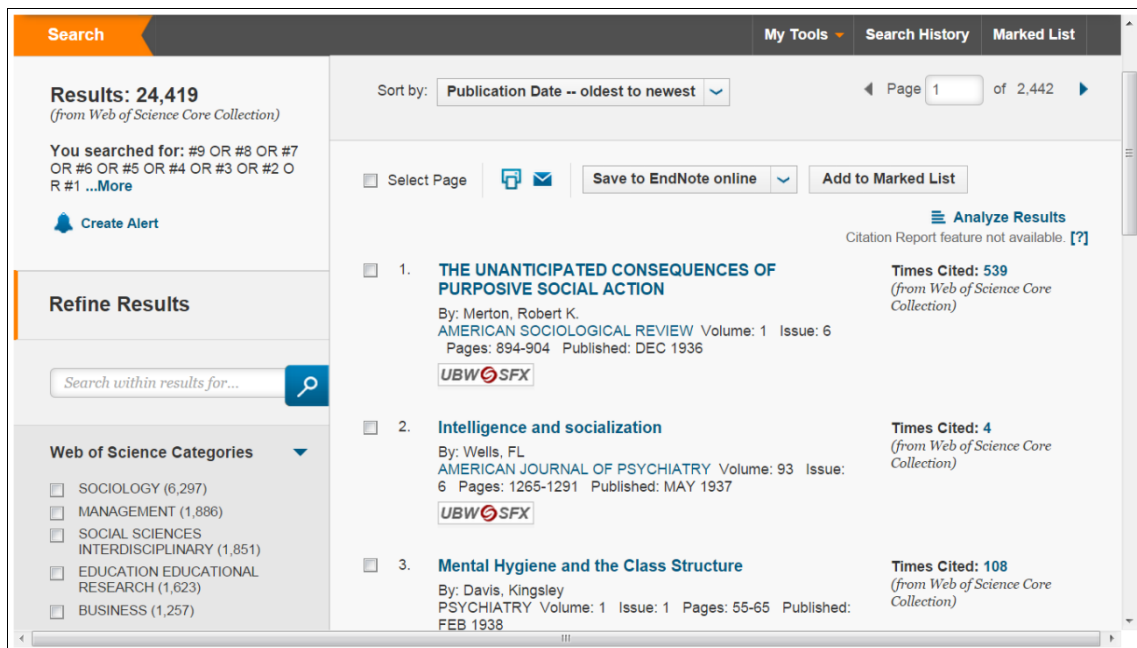 Search
My Tools
Search History
Marked List
Results: 24,419
(from Web of Science Core Collection)
You searched for: #9 OR #8 OR #7
OR #6 OR #5 OR #4 OR #3 OR #2 O
R #1 ...More
Create Alert
Sort by: Publication Date -- oldest to newest
Page 1 of 2,442
Select Page
Save to EndNote online
Add to Marked List
Analyze Results
Citation Report feature not available. [?]
Refine Results
Search within results for...
Web of Science Categories
SOCIOLOGY (6,297)
MANAGEMENT (1,886)
SOCIAL SCIENCES
INTERDISCIPLINARY (1,851)
EDUCATION EDUCATIONAL
RESEARCH (1,623)
BUSINESS (1,257)
1. THE UNANTICIPATED CONSEQUENCES OF
PURPOSIVE SOCIAL ACTION
By: Merton, Robert K.
AMERICAN SOCIOLOGICAL REVIEW Volume: 1 Issue: 6
Pages: 894-904 Published: DEC 1936
UBW SFX
Times Cited: 539
(from Web of Science Core
Collection)
2. Intelligence and socialization
By: Wells, FL
AMERICAN JOURNAL OF PSYCHIATRY Volume: 93 Issue:
6 Pages: 1265-1291 Published: MAY 1937
UBW SFX
Times Cited: 4
(from Web of Science Core
Collection)
3. Mental Hygiene and the Class Structure
By: Davis, Kingsley
PSYCHIATRY Volume: 1 Issue: 1 Pages: 55-65 Published:
FEB 1938
Times Cited: 108
(from Web of Science Core
Collection)